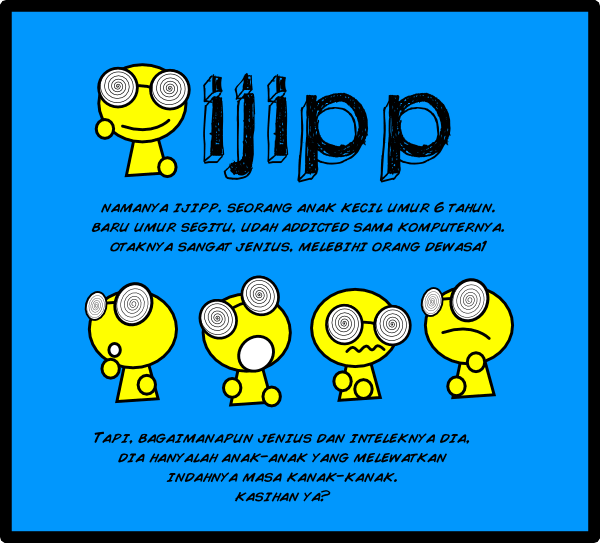 ijipp
NAMANYA IJIPP, SEORANG ANAK KECIL UMUR 6 TAHUN.
BARU UMUR SEGITU, UDAH ADDICTED SAMA KOMPUTERNYA.
OTAKNYA SANGAT JENIUS, MELEBIHI ORANG DEWASA!
TAPI, BAGAIMANAPUN JENIUS DAN INTELEKNYA DIA,
DIA HANYALAH ANAK-ANAK YANG MELEWATKAN
INDAHNYA MASA KANAK-KANAK.
KASIHAN YA?